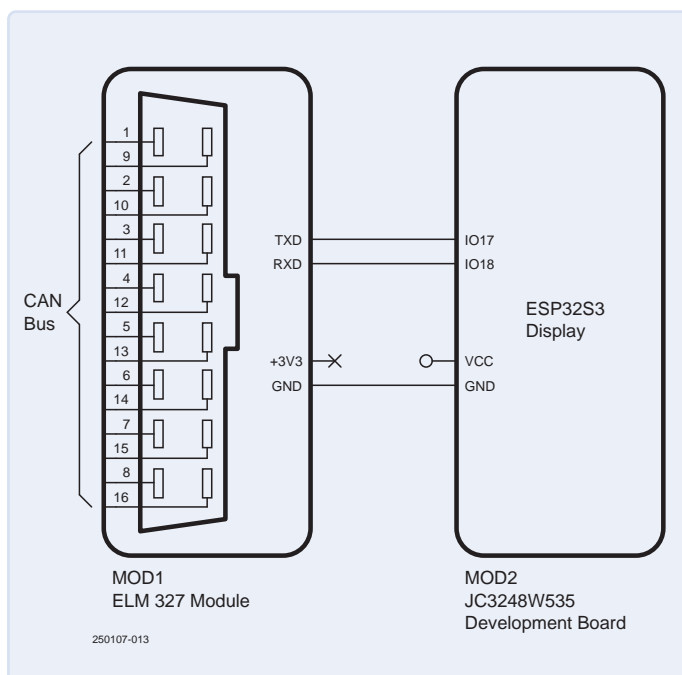 1
9
2
10
3
11
4
12
5
13
6
14
7
15
8
16
CAN
Bus
TXD
RXD
+3V3
GND
IO17
IO18
VCC
GND
ESP32S3
Display
MOD1
ELM 327 Module
MOD2
JC3248W535
Development Board
250107-013